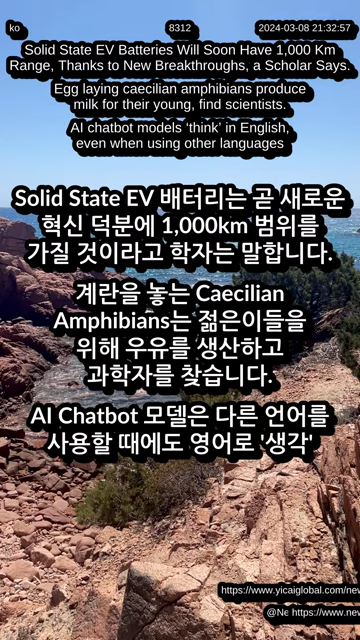 ko
8312
2024-03-08 21:32:57
Solid State EV Batteries Will Soon Have 1,000 Km
Range, Thanks to New Breakthroughs, a Scholar Says.
Egg laying caecilian amphibians produce
milk for their young, find scientists.
AI chatbot models ‘think’ in English,
even when using other languages
Solid State EV 배터리는 곧 새로운
혁신 덕분에 1,000km 범위를
가질 것이라고 학자는 말합니다.
계란을 놓는 Caecilian
Amphibians는 젊은이들을
위해 우유를 생산하고
과학자를 찾습니다.
AI Chatbot 모델은 다른 언어를
사용할 때에도 영어로 '생각'
https://www.yicaiglobal.com/new
@Ne https://www.new